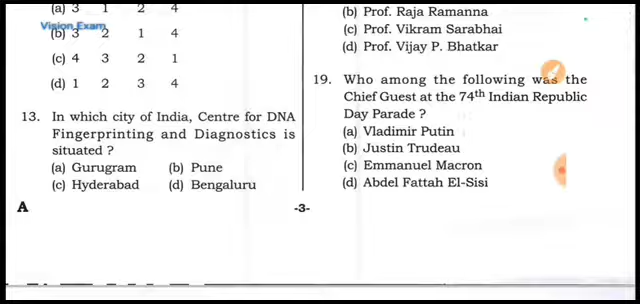 (a) 3 1 2 4
Vision Exam
(b) 3 2 1 4
(c) 4 3 2 1
(d) 1 2 3 4
13. In which city of India, Centre for DNA
Fingerprinting and Diagnostics is
situated ?
(a) Gurugram (b) Pune
(c) Hyderabad (d) Bengaluru
(b) Prof. Raja Ramanna
(c) Prof. Vikram Sarabhai
(d) Prof. Vijay P. Bhatkar
19. Who among the following was the
Chief Guest at the 74th Indian Republic
Day Parade ?
(a) Vladimir Putin
(b) Justin Trudeau
(c) Emmanuel Macron
(d) Abdel Fattah El-Sisi
A
-3-